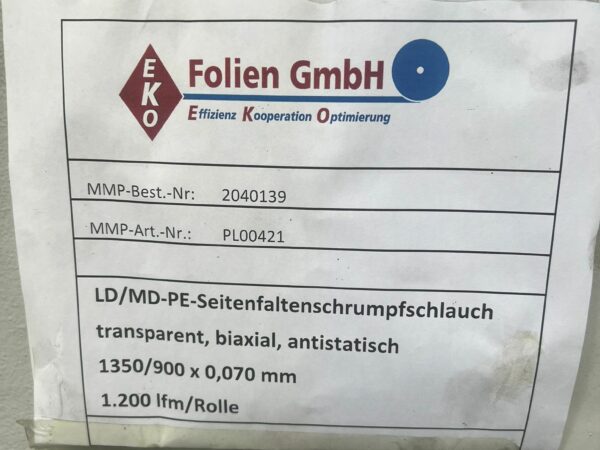 EKO
Folien GmbH
Effizienz Kooperation Optimierung
MMP-Best.-Nr: 2040139
MMP-Art.-Nr.: PL00421
LD/MD-PE-Seitenfaltenschrumpfschlauch
transparent, biaxial, antistatisch
1350/900 x 0,070 mm
1.200 lfm/Rolle